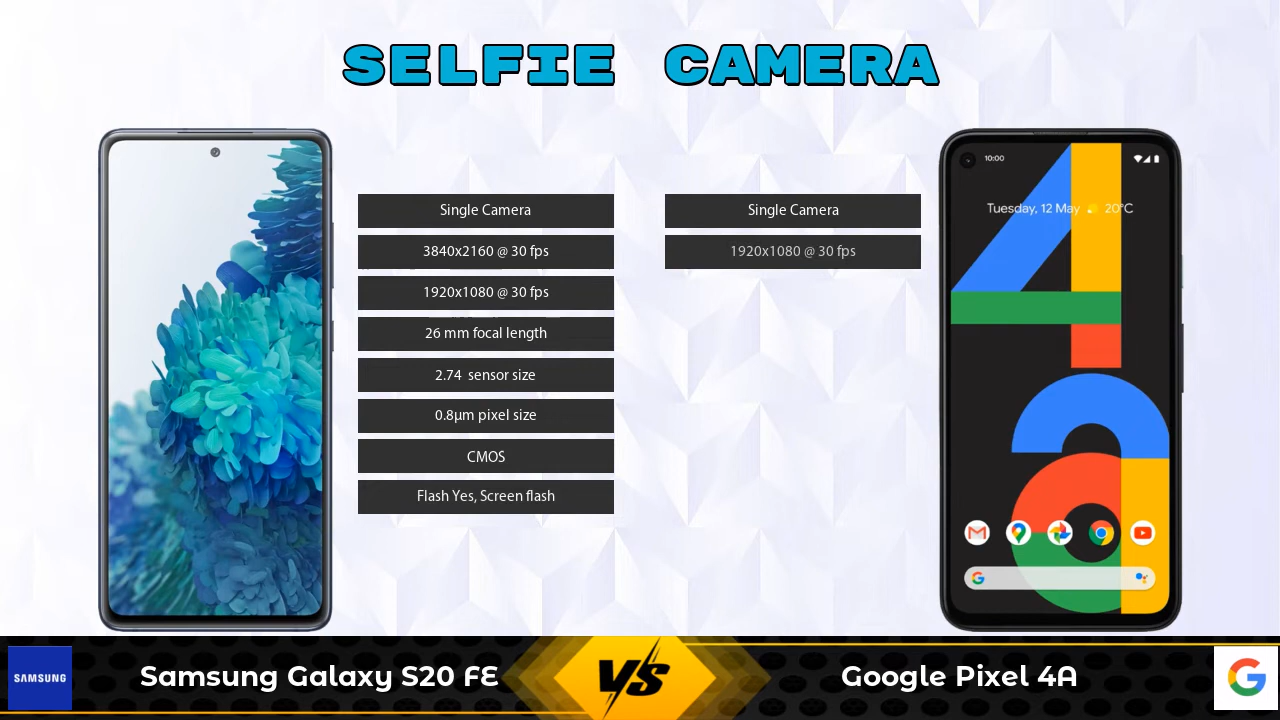 SELFIE CAMERA
Single Camera
3840x2160 @ 30 fps
1920x1080 @ 30 fps
26 mm focal length
2.74 sensor size
0.8µm pixel size
CMOS
Flash Yes, Screen flash
Single Camera
1920x1080 @ 30 fps
10:00
Tuesday, 12 May 20°C
SAMSUNG
Samsung Galaxy S20 FE
VS
Google Pixel 4A